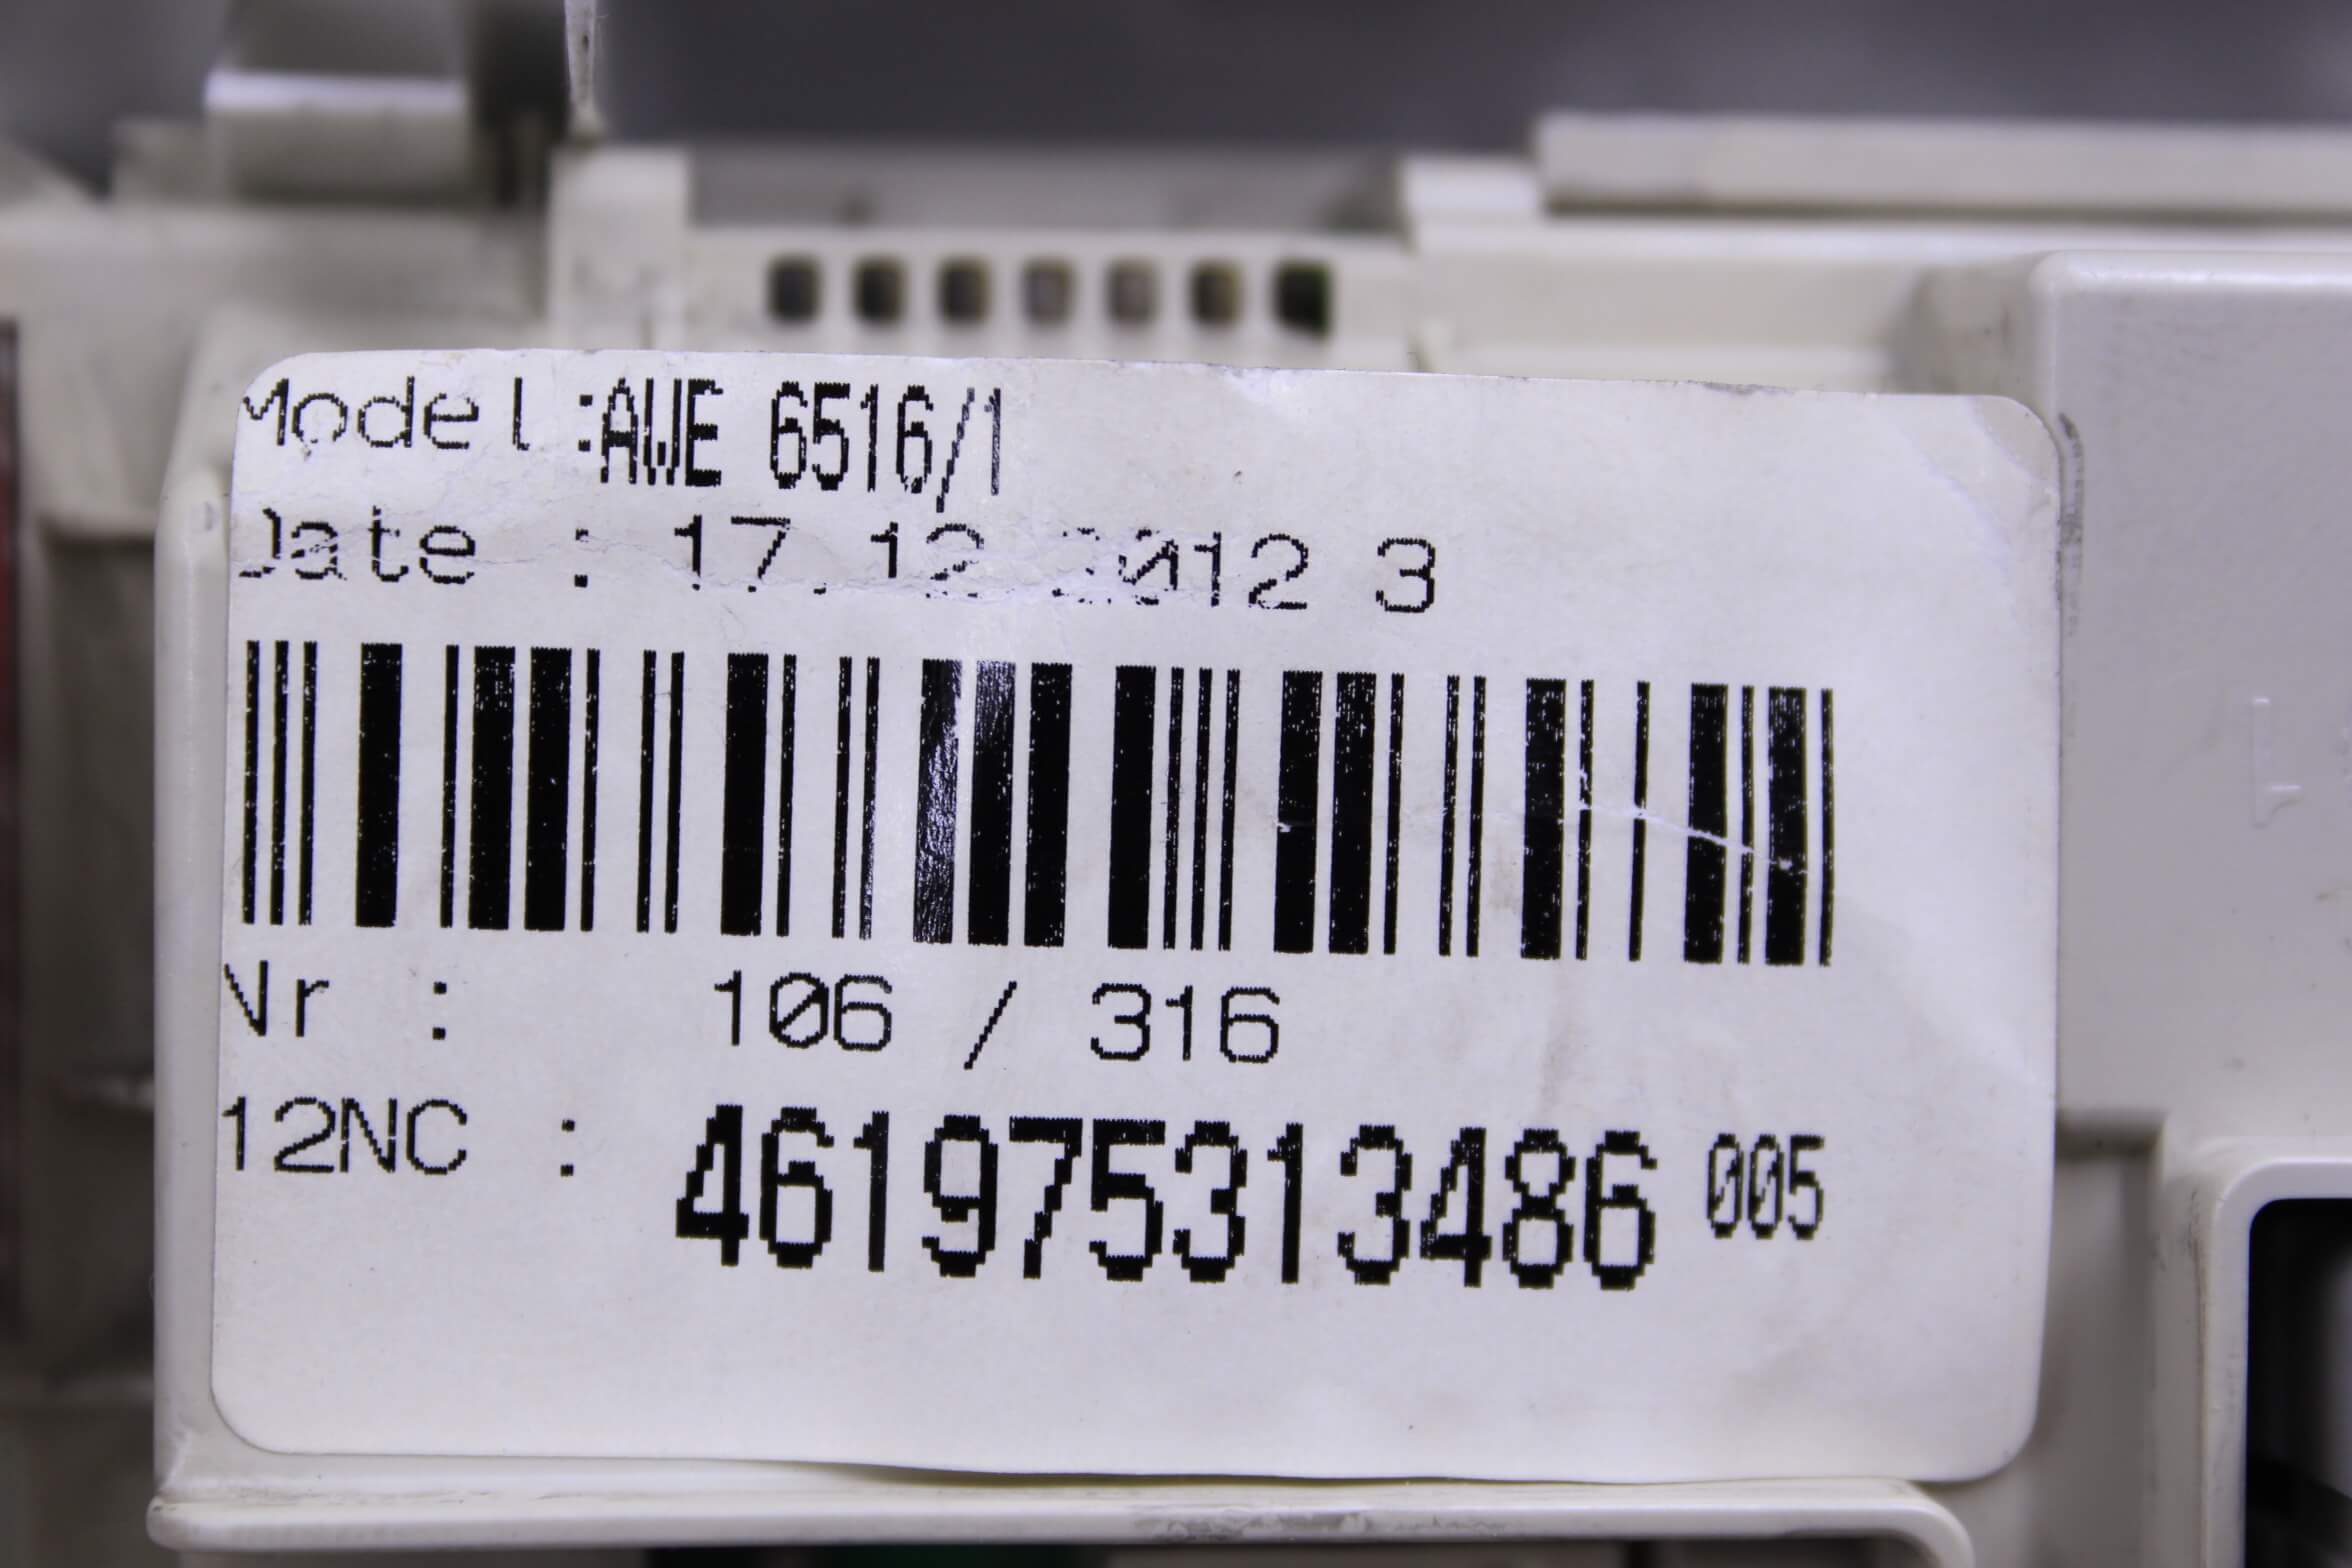 Model:AWE 6516/1
Date : 17.12.2012 3
Nr : 106 / 316
12NC : 461975313486 005